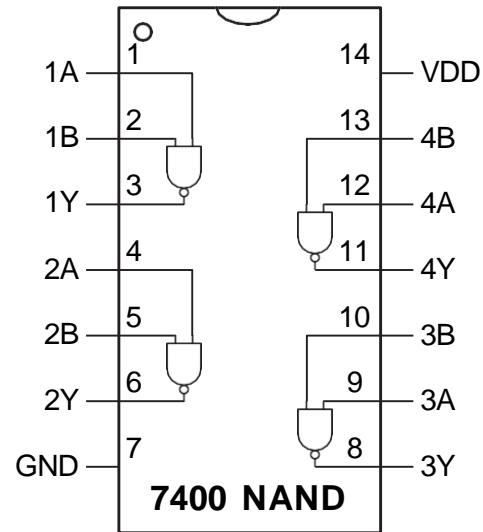 1A 1 14 VDD
1B 2 13 4B
1Y 3 12 4A
2A 4 11 4Y
2B 5 10 3B
2Y 6 9 3A
GND 7 8 3Y
7400 NAND